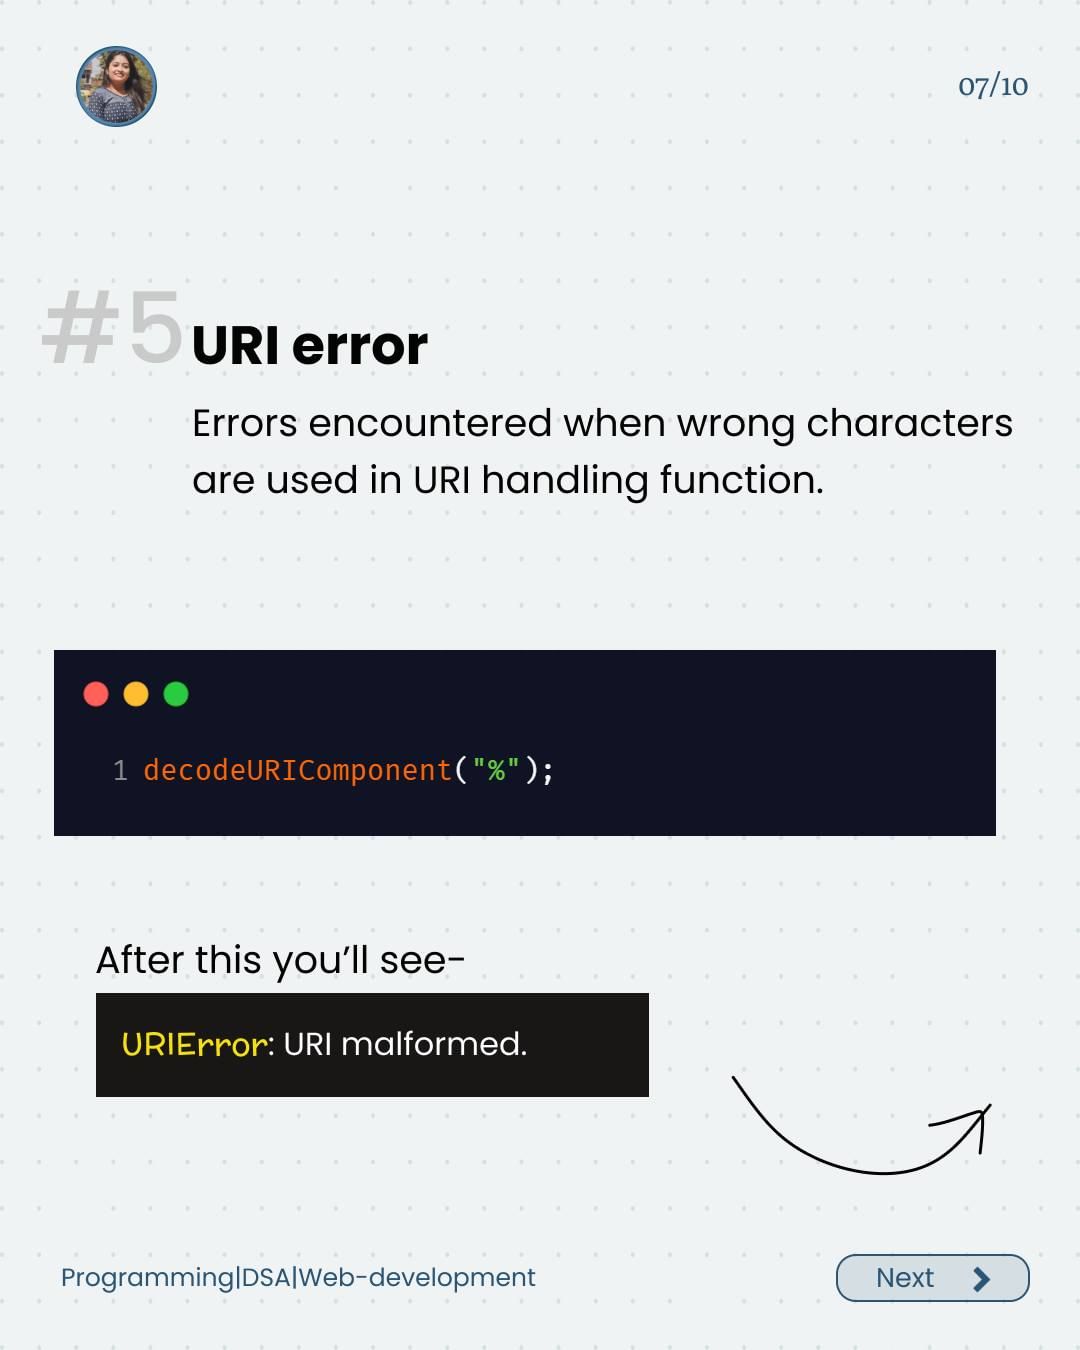 07/10
#5 URI error
Errors encountered when wrong characters
are used in URI handling function.
1 decodeURIComponent("%");
After this you’ll see-
URIError: URI malformed.
Programming|DSA|Web-development
Next